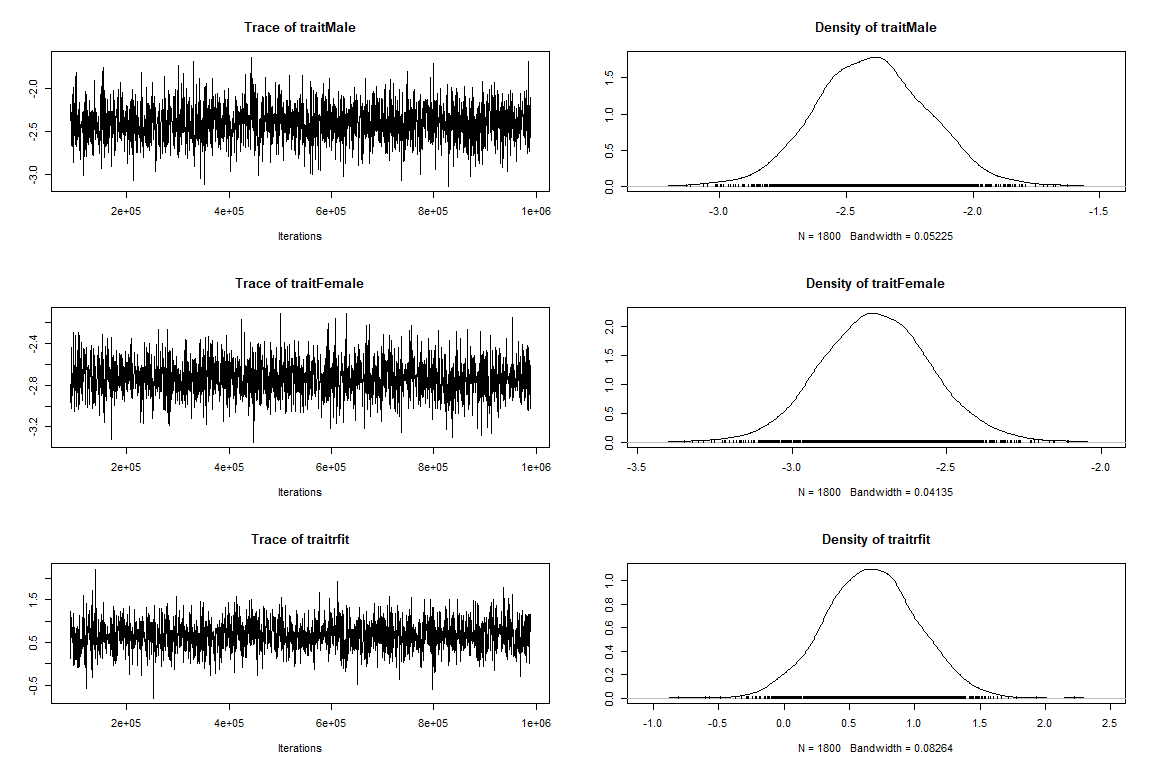 Trace of traitMale
-3.0 -2.5 -2.0
2e+05 4e+05 6e+05 8e+05 1e+06
Iterations
Density of traitMale
0.0 0.5 1.0 1.5
-3.0 -2.5 -2.0 -1.5
N = 1800 Bandwidth = 0.05225
Trace of traitFemale
-3.2 -2.8 -2.4
2e+05 4e+05 6e+05 8e+05 1e+06
Iterations
Density of traitFemale
0.0 0.5 1.0 1.5 2.0
-3.5 -3.0 -2.5 -2.0
N = 1800 Bandwidth = 0.04135
Trace of traitrfit
-0.5 0.5 1.5
2e+05 4e+05 6e+05 8e+05 1e+06
Iterations
Density of traitrfit
0.0 0.2 0.4 0.6 0.8 1.0
-1.0 -0.5 0.0 0.5 1.0 1.5 2.0 2.5
N = 1800 Bandwidth = 0.08264